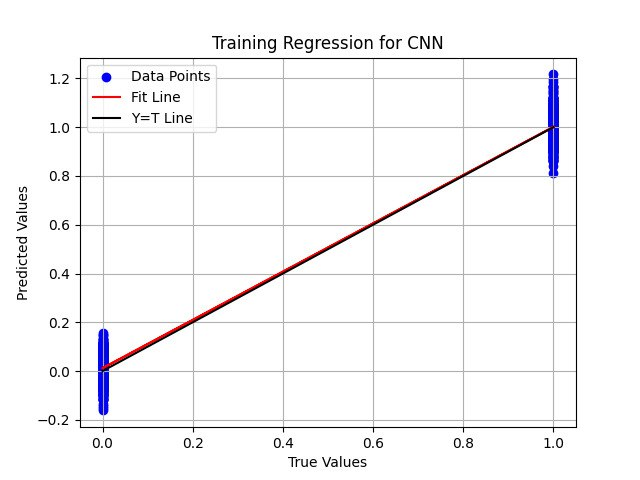 Training Regression for CNN
Data Points
Fit Line
Y=T Line
Predicted Values
1.2
1.0
0.8
0.6
0.4
0.2
0.0
−0.2
0.0 0.2 0.4 0.6 0.8 1.0
True Values